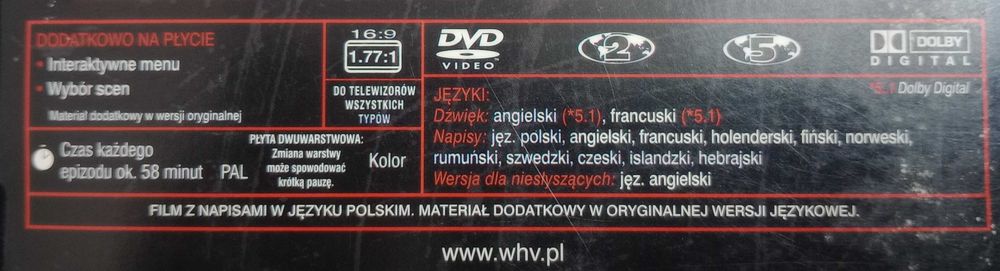 DODATKOWO NA PŁYCIE
• Interaktywne menu
• Wybór scen
Materiał dodatkowy w wersji oryginalnej
16:9
1.77:1
DO TELEWIZORÓW
WSZYSTKICH
TYPÓW
Czas każdego
epizodu ok. 58 minut
PAL
PŁYTA DWUWARSTWOWA:
Zmiana warstwy
może spowodować
krótką pauzę.
Kolor
DVD
VIDEO
2
5
DOLBY
DIGITAL
*5.1 Dolby Digital
JĘZYKI:
Dźwięk: angielski (*5.1), francuski (*5.1)
Napisy: jęz. polski, angielski, francuski, holenderski, fiński, norweski,
rumuński, szwedzki, czeski, islandzki, hebrajski
Wersja dla niesłyszących: jęz. angielski
FILM Z NAPISAMI W JĘZYKU POLSKIM. MATERIAŁ DODATKOWY W ORYGINALNEJ WERSJI JĘZYKOWEJ.
www.whv.pl